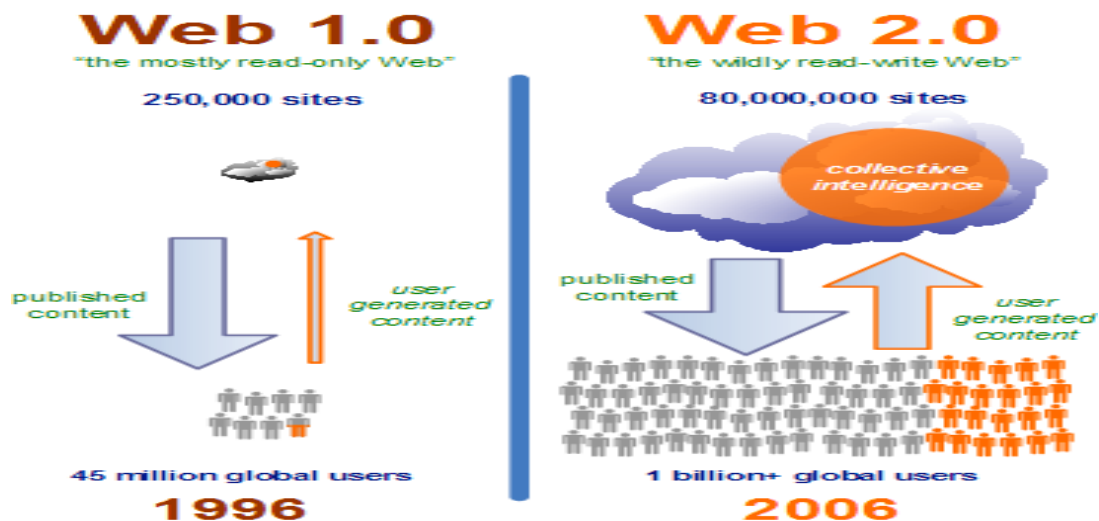 Web 1.0
"the mostly read-only Web"
250,000 sites
published
content
user
generated
content
45 million global users
1996
Web 2.0
"the wildly read-write Web"
80,000,000 sites
collective
intelligence
published
content
user
generated
content
1 billion+ global users
2006